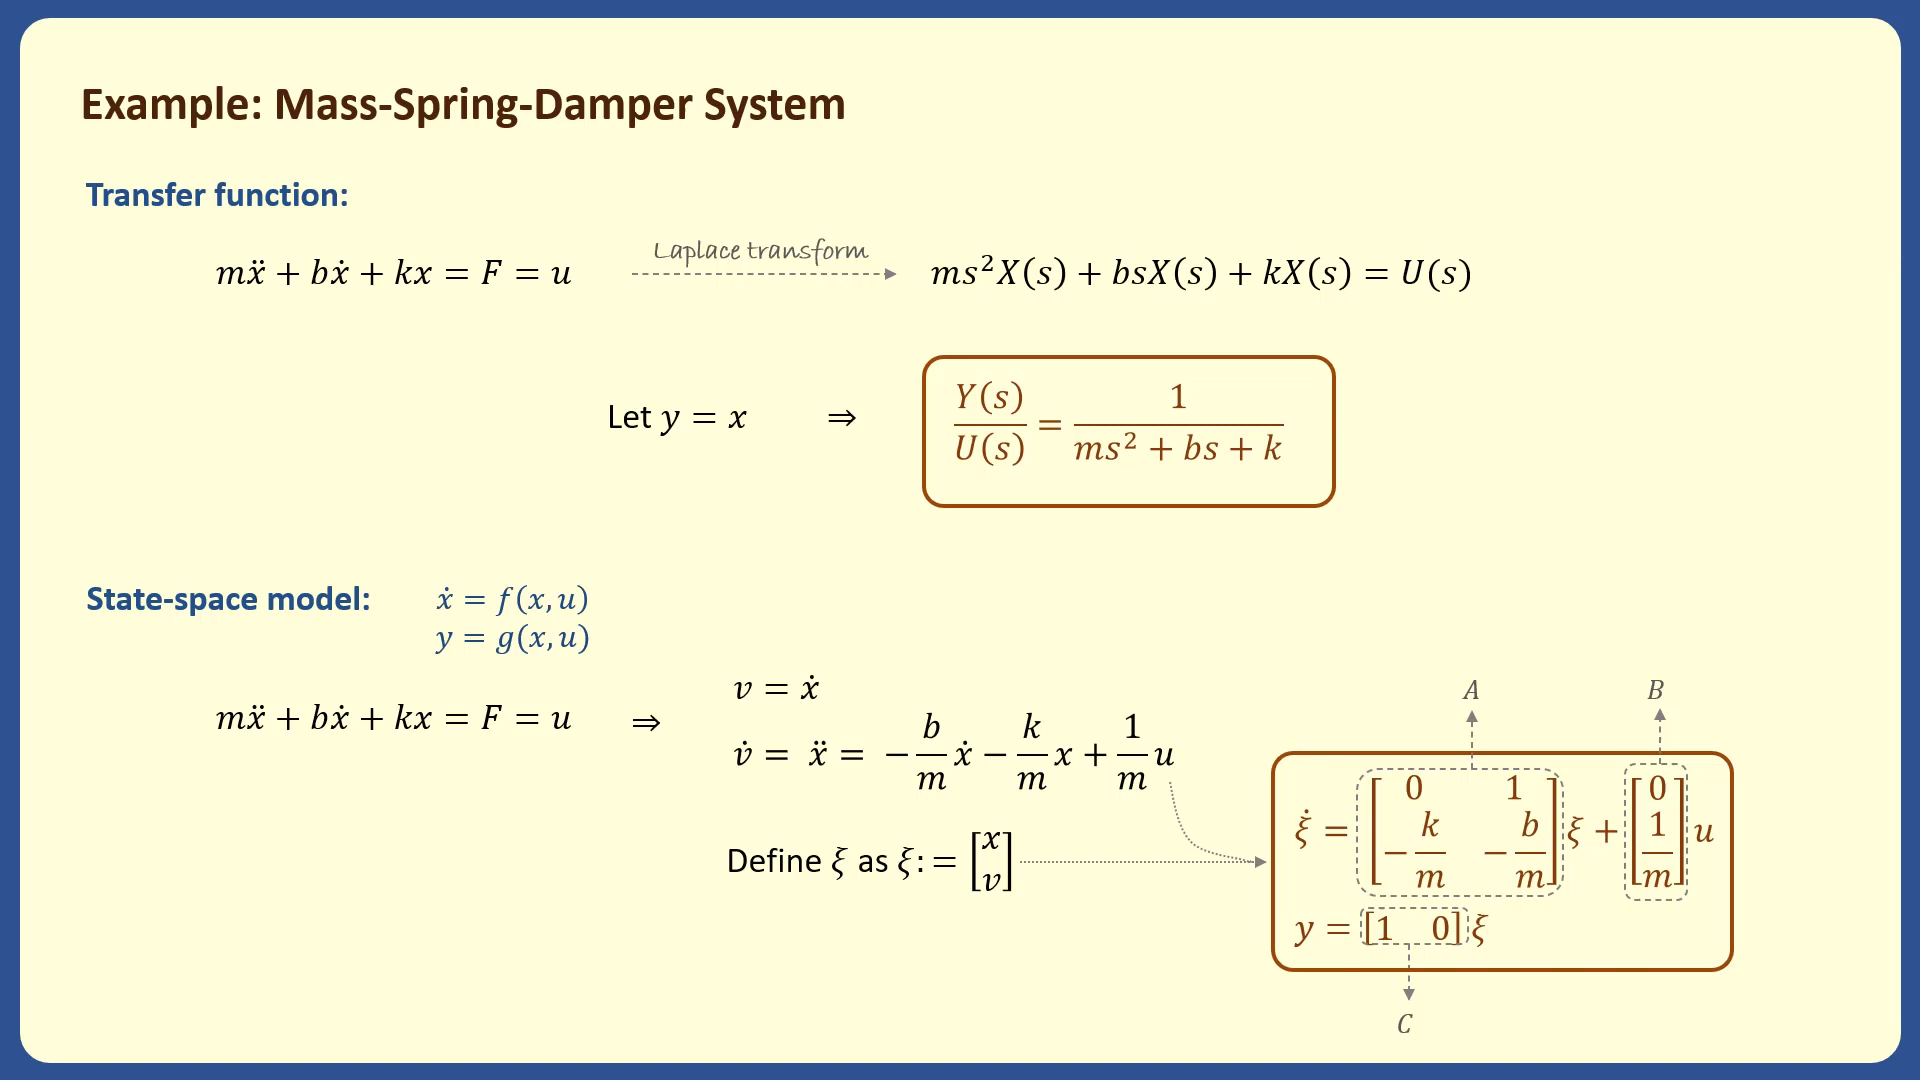 Example: Mass-Spring-Damper System
Transfer function:
mẍ + bẋ + kx = F = u
Laplace transform
ms²X(s) + bsX(s) + kX(s) = U(s)
Let y = x ⇒
Y(s)/U(s) = 1/(ms² + bs + k)
State-space model:
ẋ = f(x, u)
y = g(x, u)
mẍ + bẋ + kx = F = u ⇒
v = ẋ
v̇ = ẍ = −b/m ẋ − k/m x + 1/m u
Define ξ as ξ: = [x v]
A
B
ξ̇ = [0 1 −k/m −b/m] ξ + [0 1/m] u
y = [1 0] ξ
C